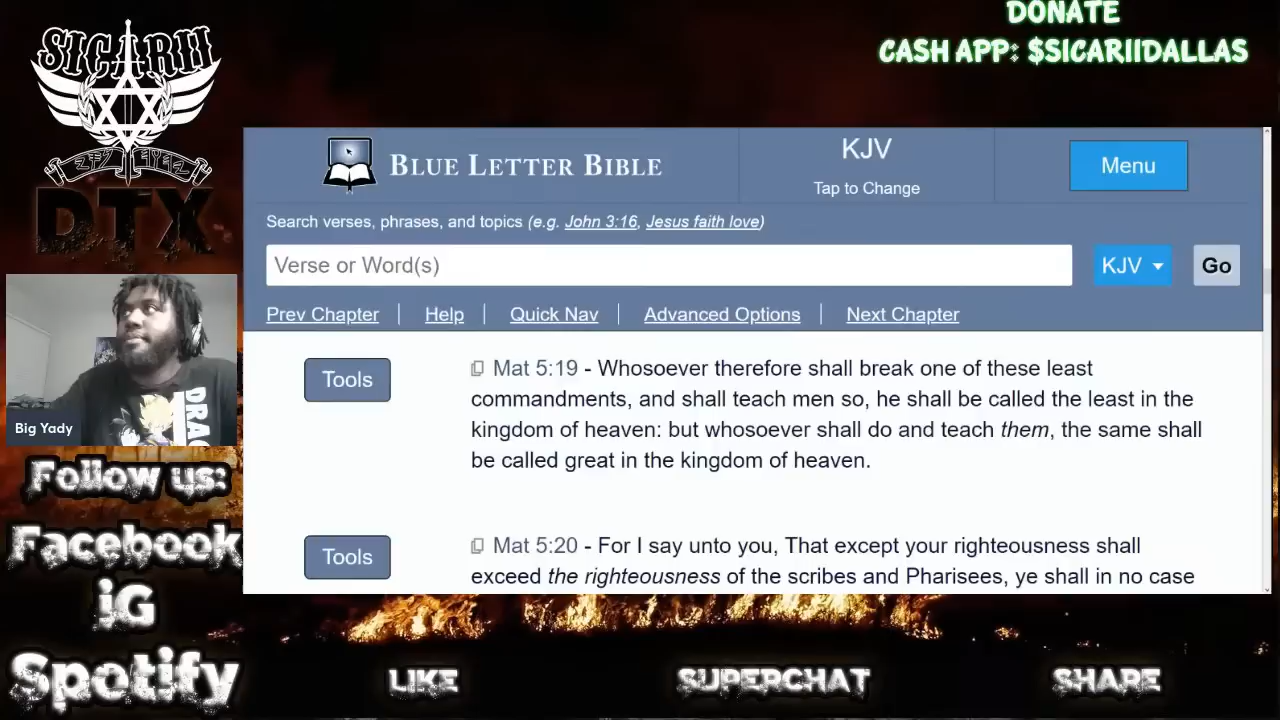 DONATE
CASH APP: $SICARIIDALLAS
SICARII
DTX
BLUE LETTER BIBLE
KJV
Tap to Change
Menu
Search verses, phrases, and topics (e.g. John 3:16, Jesus faith love)
Verse or Word(s)
KJV
Go
Prev Chapter
Help
Quick Nav
Advanced Options
Next Chapter
Tools
Mat 5:19 - Whosoever therefore shall break one of these least
commandments, and shall teach men so, he shall be called the least in the
kingdom of heaven: but whosoever shall do and teach them, the same shall
be called great in the kingdom of heaven.
Tools
Mat 5:20 - For I say unto you, That except your righteousness shall
exceed the righteousness of the scribes and Pharisees, ye shall in no case
DRAG
Big Yady
Follow us:
Facebook
iG
Spotify
LIKE
SUPERCHAT
SHARE